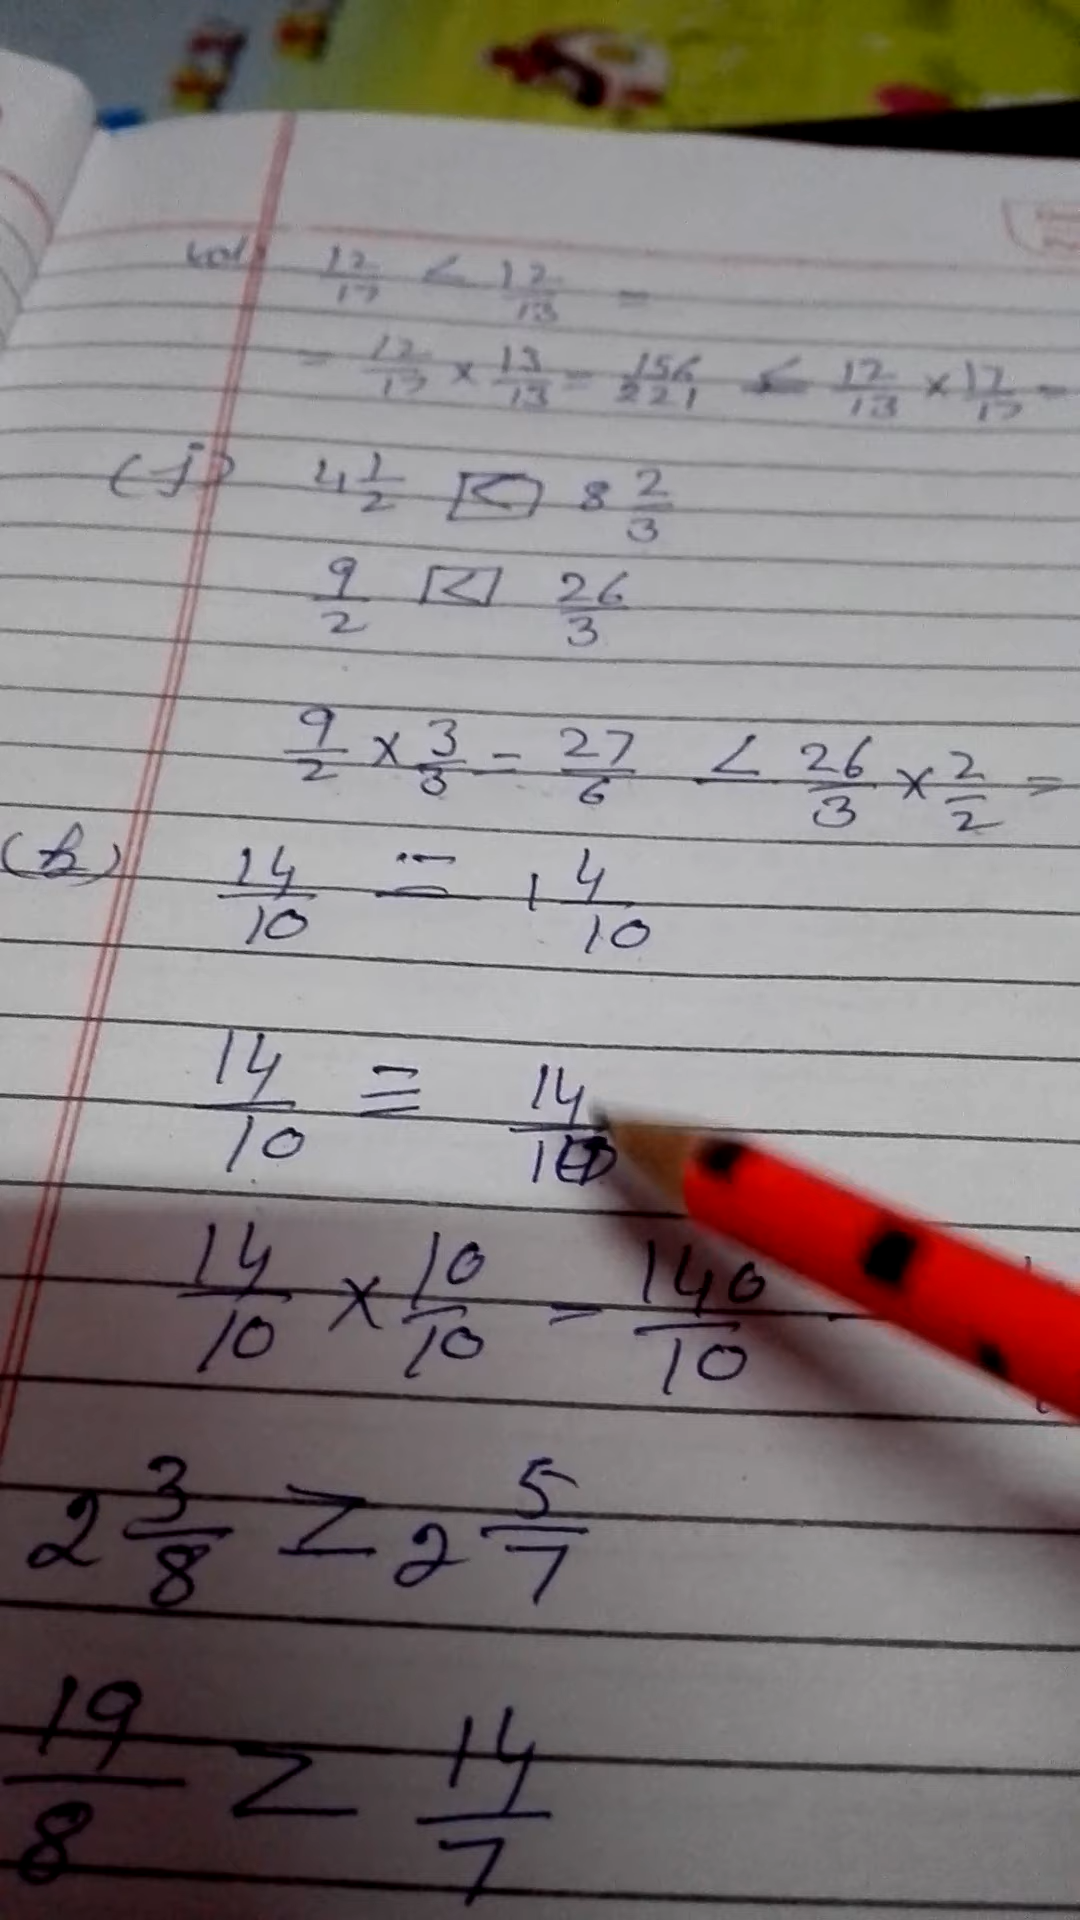 12/17 < 12/13 =
= 12/17 × 13/13 = 156/221 < 12/13 × 17/17 =
(j) 4 1/2 < 8 2/3
9/2 < 26/3
9/2 × 3/3 = 27/6 < 26/3 × 2/2 =
(k) 14/10 = 1 4/10
14/10 = 14/10
14/10 × 10/10 = 140/10
2 3/8 > 2 5/7
19/8 > 14/7